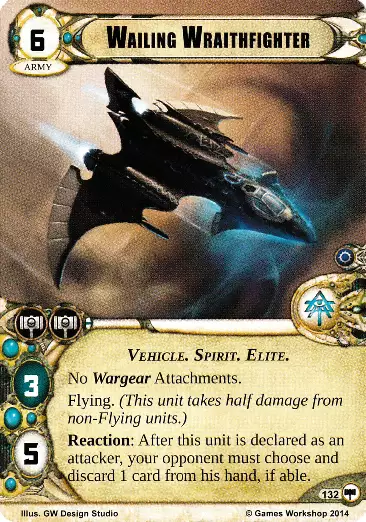 6
WAILING WRAITHFIGHTER
ARMY
VEHICLE. SPIRIT. ELITE.
3
No Wargear Attachments.
Flying. (This unit takes half damage from
non-Flying units.)
5
Reaction: After this unit is declared as an
attacker, your opponent must choose and
discard 1 card from his hand, if able.
132
Illus. GW Design Studio
© Games Workshop 2014